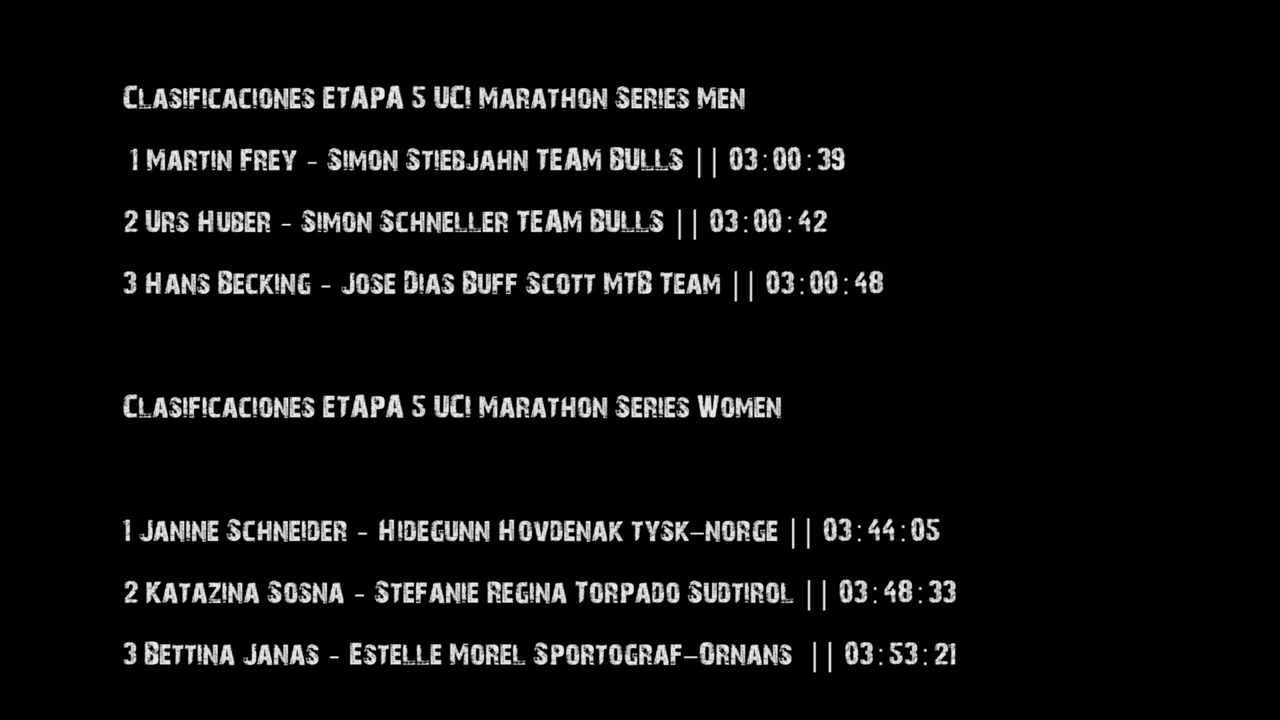 Clasificaciones ETAPA 5 UCI Marathon Series Men
1 Martin Frey - Simon Stiebjahn TEAM BULLS || 03:00:39
2 Urs Huber - Simon Schneller TEAM BULLS || 03:00:42
3 Hans Becking - Jose Dias Buff Scott MTB Team || 03:00:48
Clasificaciones ETAPA 5 UCI Marathon Series Women
1 Janine Schneider - Hidegunn Hovdenak tysk-norge || 03:44:05
2 Katazina Sosna - Stefanie Regina Torpado Sudtirol || 03:48:33
3 Bettina Janas - Estelle Morel Sportograf-Ornans || 03:53:21